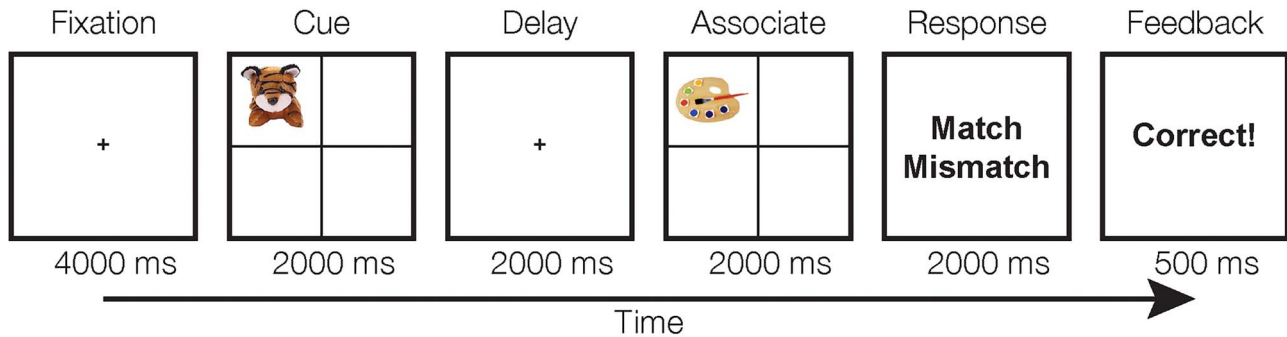 Fixation Cue Delay Associate Response Feedback
+ +
Match
Mismatch
Correct!
4000 ms 2000 ms 2000 ms 2000 ms 2000 ms 500 ms
Time